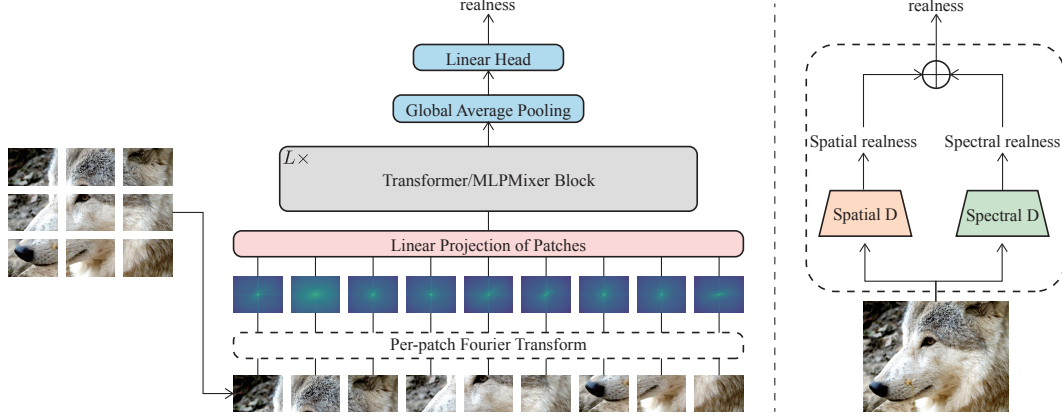 realness
Linear Head
Global Average Pooling
L×
Transformer/MLPMixer Block
Linear Projection of Patches
Per-patch Fourier Transform
realness
Spatial realness
Spectral realness
Spatial D
Spectral D